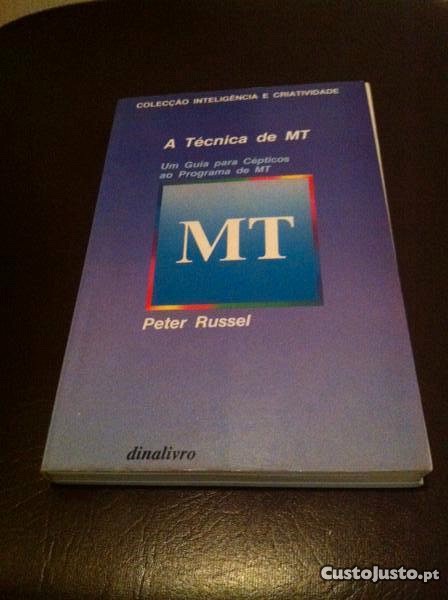 COLECÇÃO INTELIGÊNCIA E CRIATIVIDADE
A Técnica de MT
Um Guia para Cépticos
ao Programa de MT
MT
Peter Russel
dinalivro
CustoJusto.pt